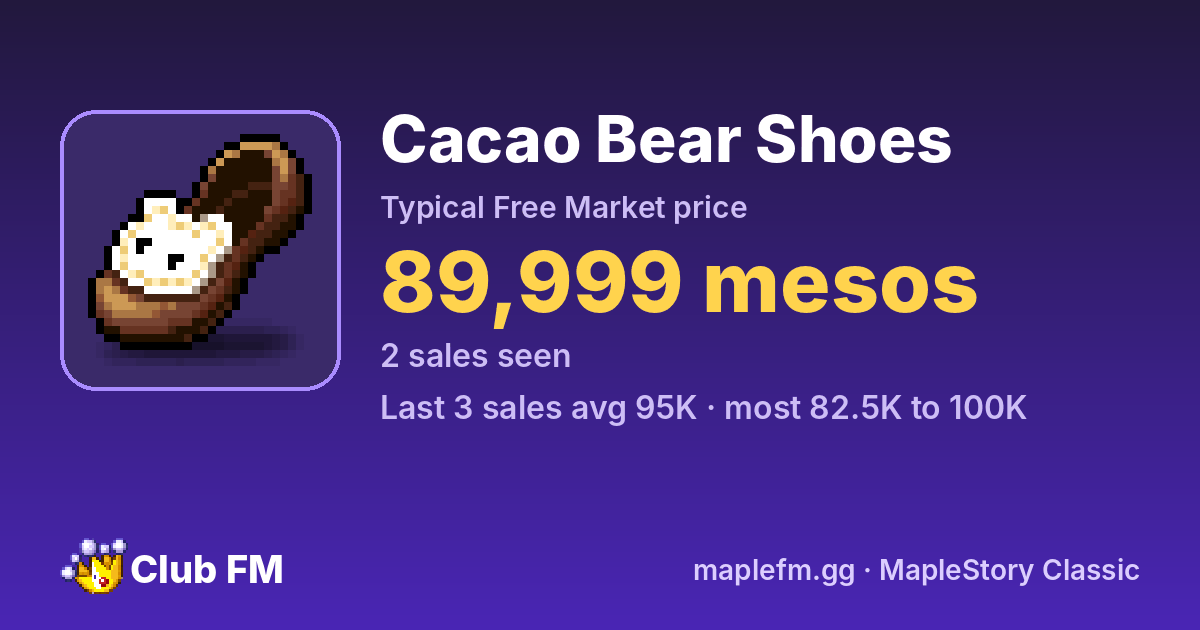 Cacao Bear Shoes
Typical Free Market price
89,999 mesos
2 sales seen
Last 3 sales avg 95K · most 82.5K to 100K
Club FM
maplefm.gg · MapleStory Classic